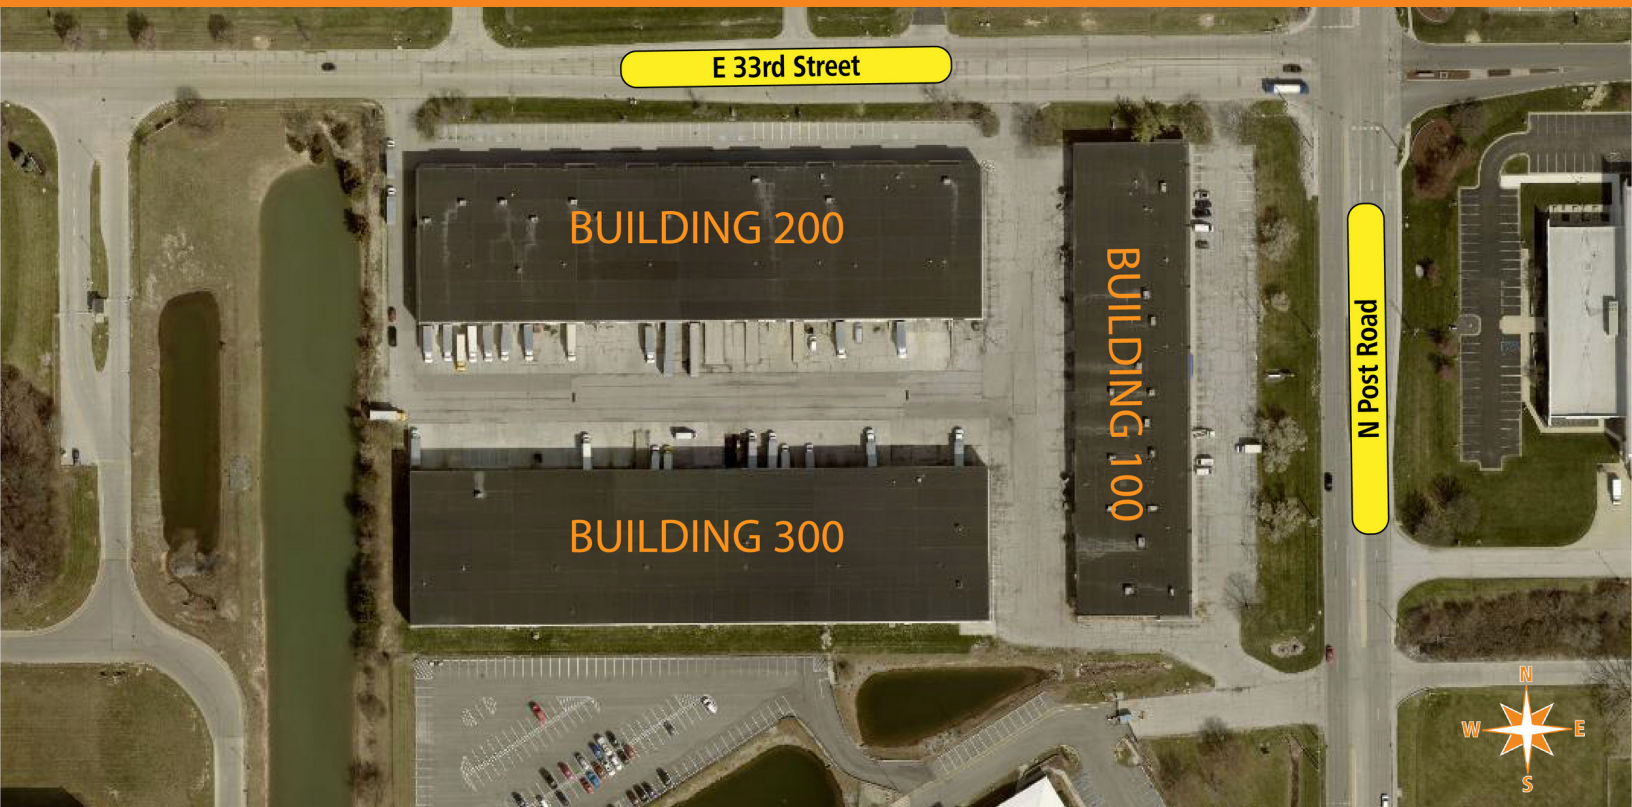 E 33rd Street
BUILDING 200
BUILDING 100
N Post Road
BUILDING 300
N
W E
S